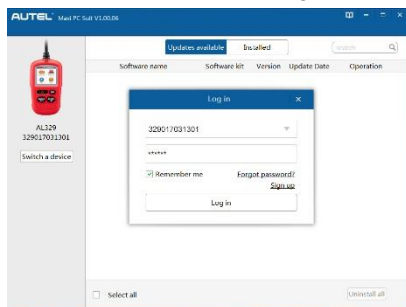 AUTEL Maxi PC Suit V1.00.06
Updates available Installed
search
Software name Software kit Version Update Date Operation
AL329
329017031301
Switch a device
Log in
329017031301
******
Remember me Forgot password?
Sign up
Log in
Select all Uninstall all